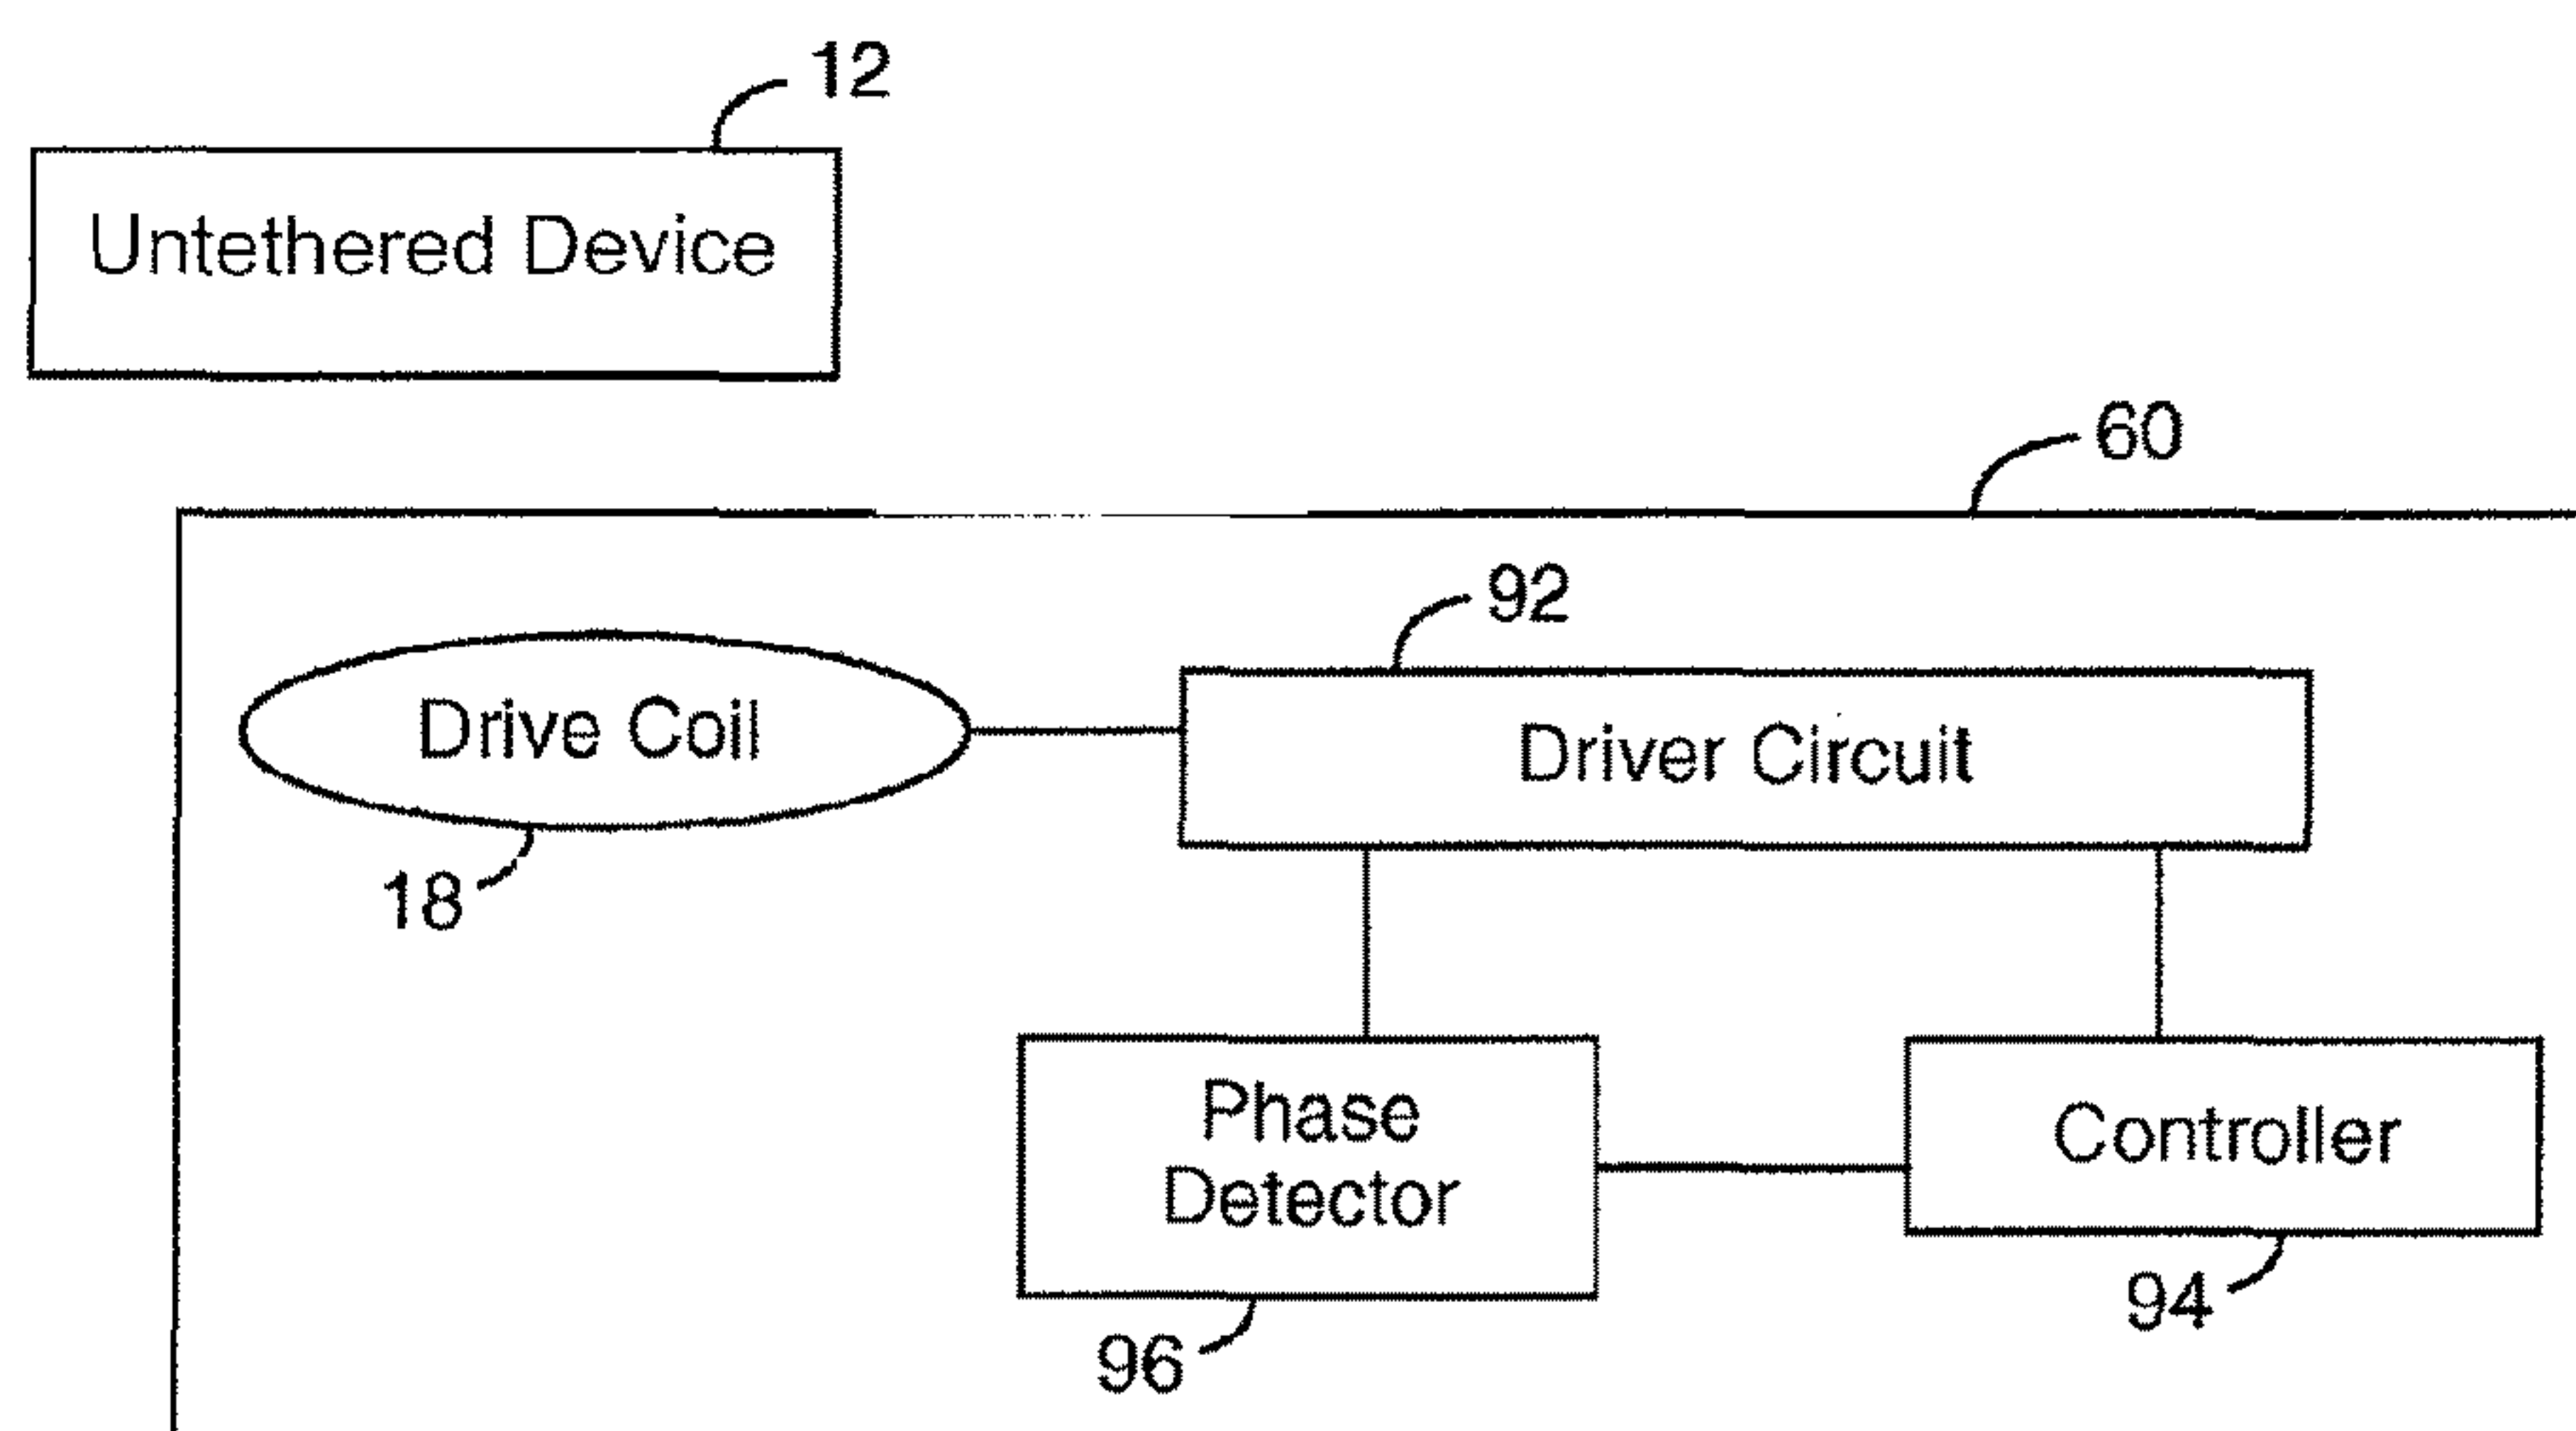 12
Untethered Device
60
92
Drive Coil
Driver Circuit
18
Phase
Detector
Controller
94
96